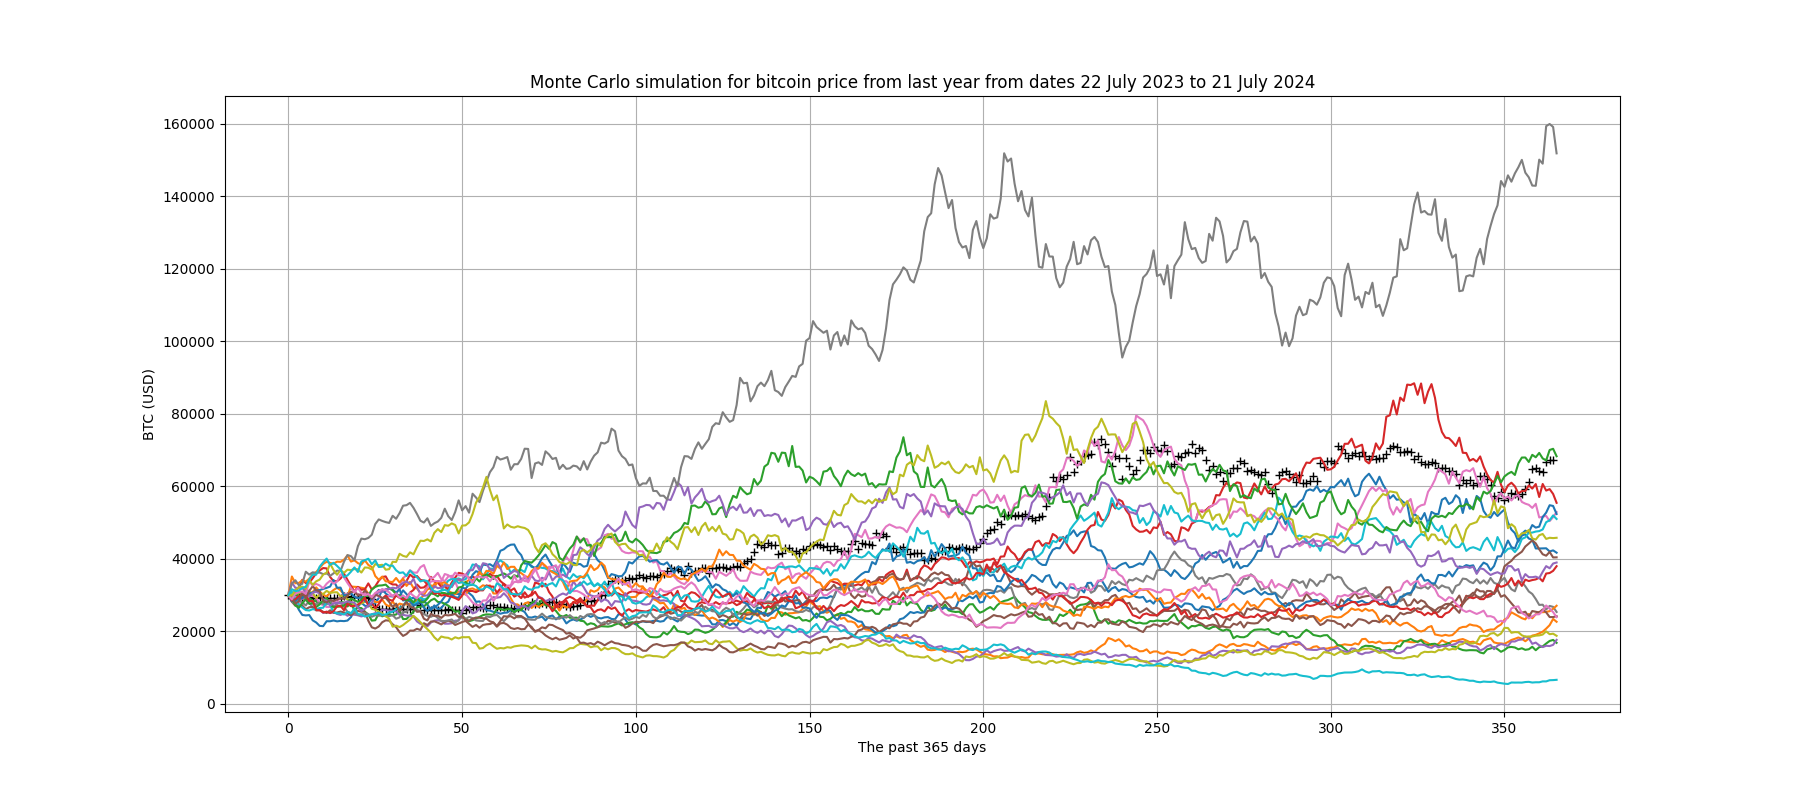 Monte Carlo simulation for bitcoin price from last year from dates 22 July 2023 to 21 July 2024
160000
140000
120000
100000
80000
60000
40000
20000
0
BTC (USD)
0 50 100 150 200 250 300 350
The past 365 days